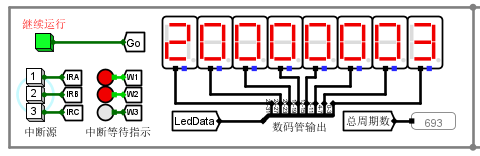 继续运行
Go
20000003
1 IRA
2 IRB
3 IRC
W1
W2
W3
中断源
中断等待指示
LedData
数码管输出
总周期数
693